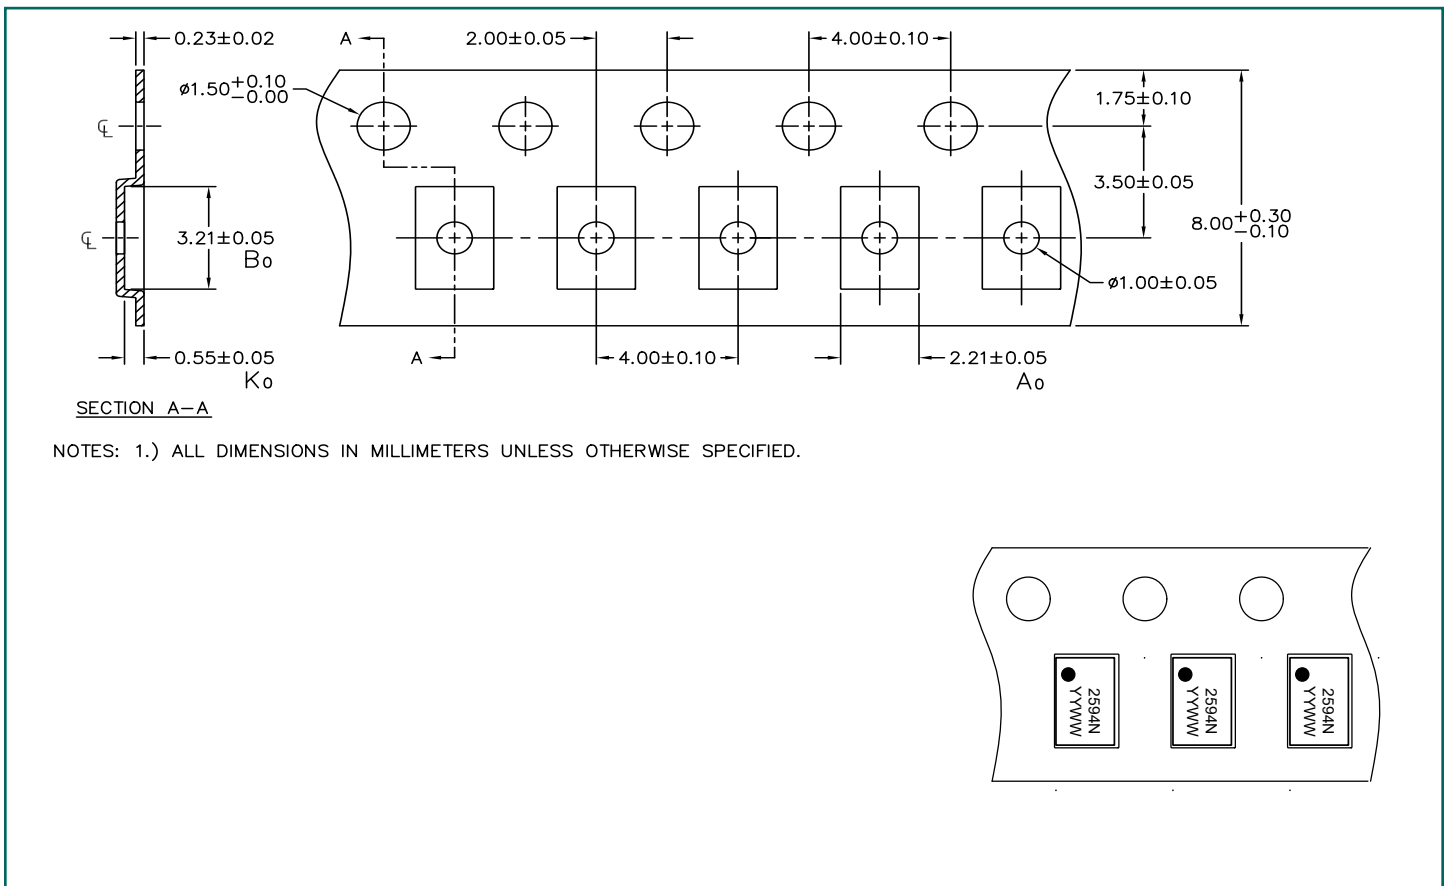 0.23±0.02
A
2.00±0.05
4.00±0.10
ø1.50+0.10
-0.00
1.75±0.10
℄
3.50±0.05
8.00+0.30
-0.10
℄
3.21±0.05
B0
ø1.00±0.05
0.55±0.05
K0
A
4.00±0.10
2.21±0.05
A0
SECTION A-A
NOTES: 1.) ALL DIMENSIONS IN MILLIMETERS UNLESS OTHERWISE SPECIFIED.
2594N
YYWW
2594N
YYWW
2594N
YYWW